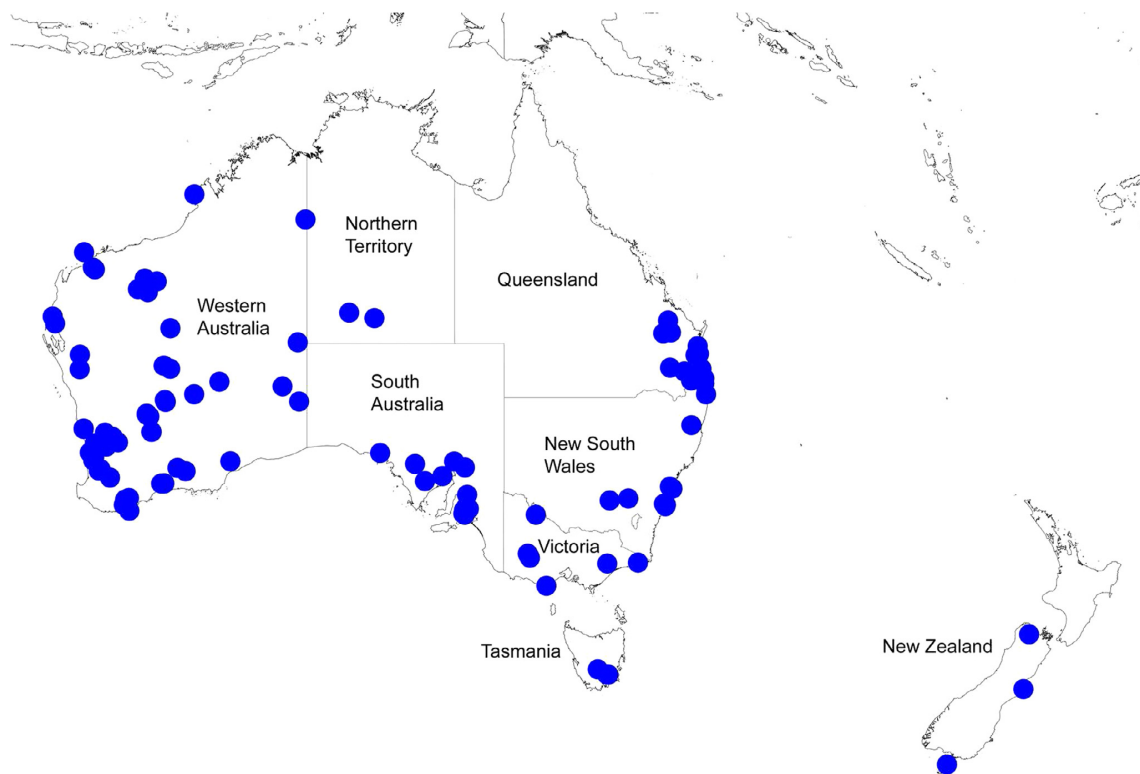 Northern
Territory
Queensland
Western
Australia
South
Australia
New South
Wales
Victoria
Tasmania
New Zealand